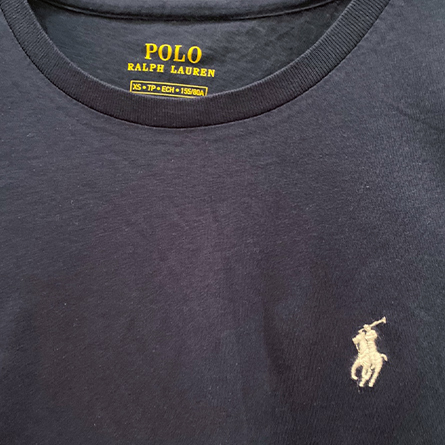 POLO
RALPH LAUREN
XS • TP • ECH • 155/80A